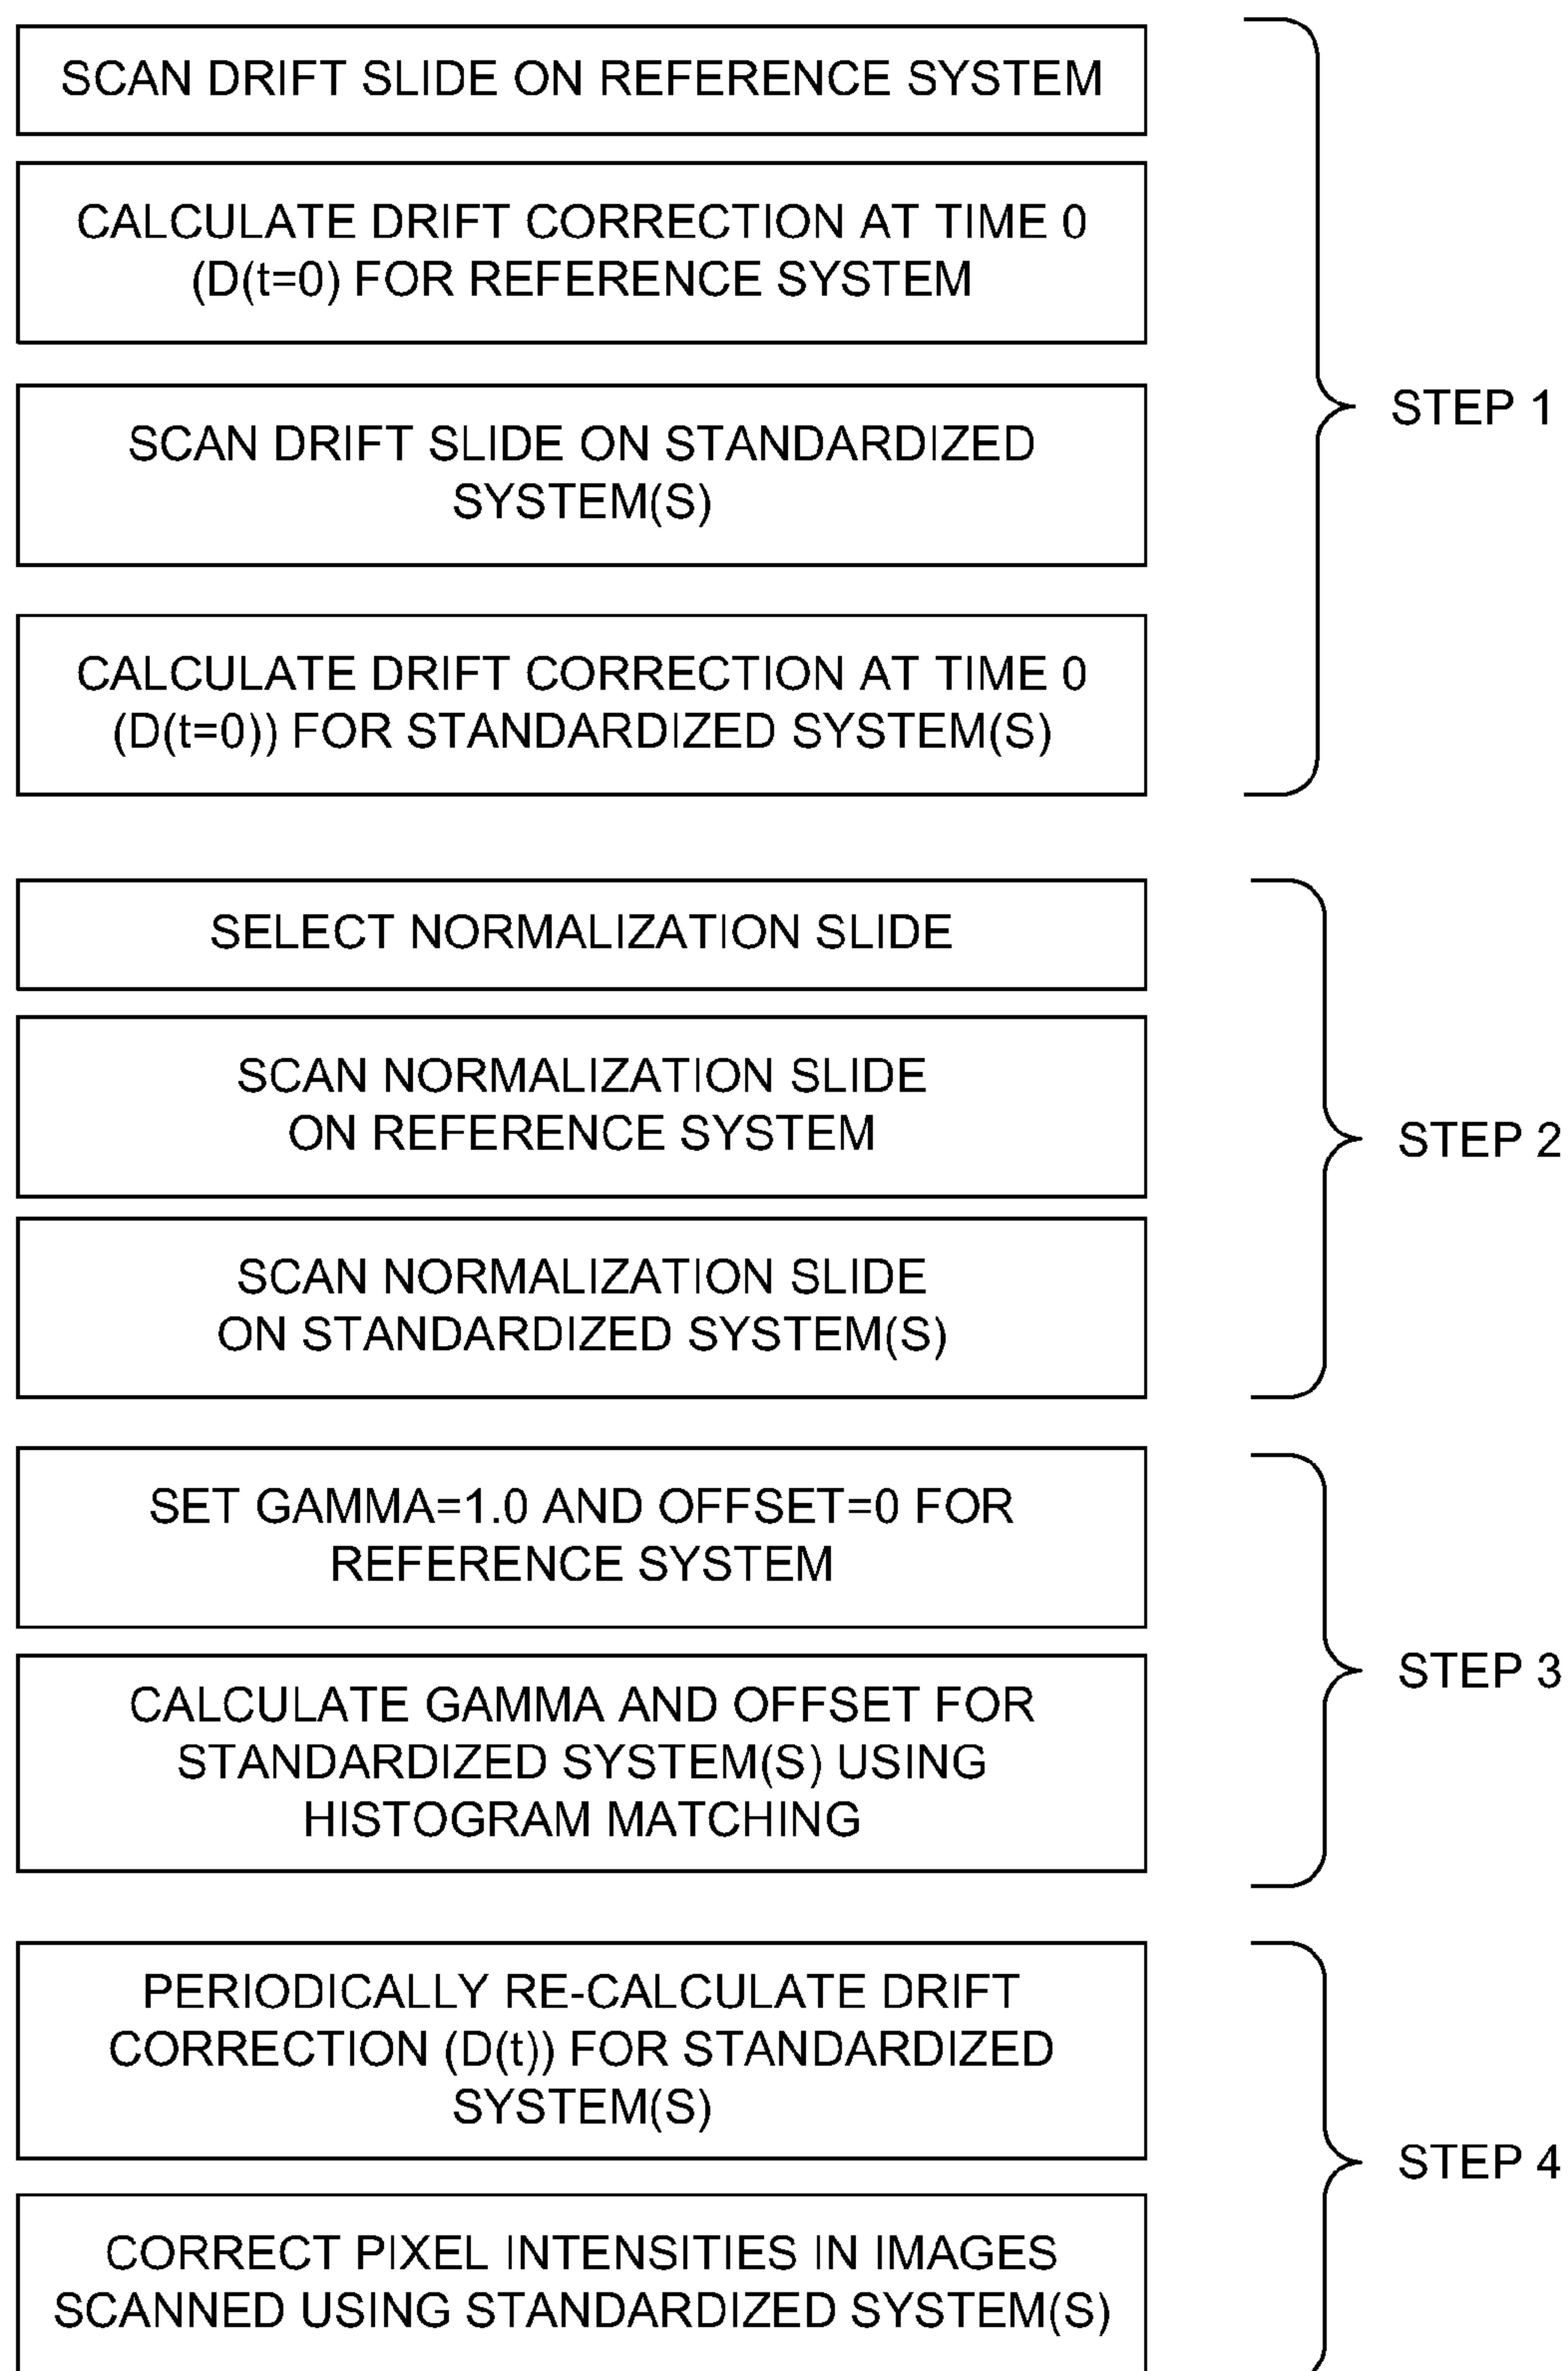 SCAN DRIFT SLIDE ON REFERENCE SYSTEM
CALCULATE DRIFT CORRECTION AT TIME 0
(D(t=0) FOR REFERENCE SYSTEM
SCAN DRIFT SLIDE ON STANDARDIZED
SYSTEM(S)
CALCULATE DRIFT CORRECTION AT TIME 0
(D(t=0)) FOR STANDARDIZED SYSTEM(S)
STEP 1
SELECT NORMALIZATION SLIDE
SCAN NORMALIZATION SLIDE
ON REFERENCE SYSTEM
SCAN NORMALIZATION SLIDE
ON STANDARDIZED SYSTEM(S)
STEP 2
SET GAMMA=1.0 AND OFFSET=0 FOR
REFERENCE SYSTEM
CALCULATE GAMMA AND OFFSET FOR
STANDARDIZED SYSTEM(S) USING
HISTOGRAM MATCHING
STEP 3
PERIODICALLY RE-CALCULATE DRIFT
CORRECTION (D(t)) FOR STANDARDIZED
SYSTEM(S)
CORRECT PIXEL INTENSITIES IN IMAGES
SCANNED USING STANDARDIZED SYSTEM(S)
STEP 4